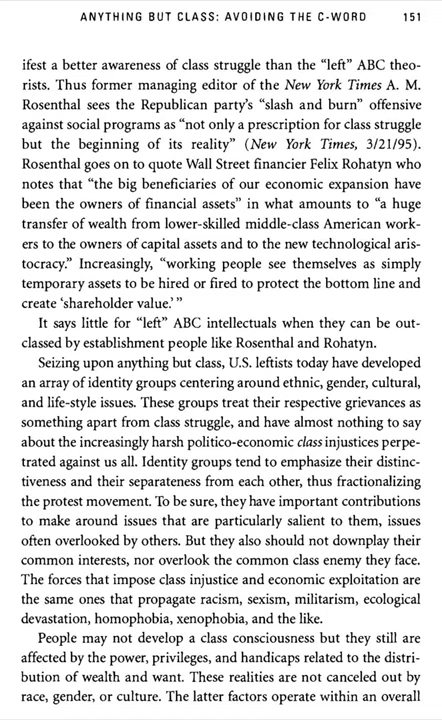 ANYTHING BUT CLASS: AVOIDING THE C-WORD 151
ifest a better awareness of class struggle than the “left” ABC theo-
rists. Thus former managing editor of the New York Times A. M.
Rosenthal sees the Republican party’s “slash and burn” offensive
against social programs as “not only a prescription for class struggle
but the beginning of its reality” (New York Times, 3/21/95).
Rosenthal goes on to quote Wall Street financier Felix Rohatyn who
notes that “the big beneficiaries of our economic expansion have
been the owners of financial assets” in what amounts to “a huge
transfer of wealth from lower-skilled middle-class American work-
ers to the owners of capital assets and to the new technological aris-
tocracy.” Increasingly, “working people see themselves as simply
temporary assets to be hired or fired to protect the bottom line and
create ‘shareholder value.’ ”
It says little for “left” ABC intellectuals when they can be out-
classed by establishment people like Rosenthal and Rohatyn.
Seizing upon anything but class, U.S. leftists today have developed
an array of identity groups centering around ethnic, gender, cultural,
and life-style issues. These groups treat their respective grievances as
something apart from class struggle, and have almost nothing to say
about the increasingly harsh politico-economic class injustices perpe-
trated against us all. Identity groups tend to emphasize their distinc-
tiveness and their separateness from each other, thus fractionalizing
the protest movement. To be sure, they have important contributions
to make around issues that are particularly salient to them, issues
often overlooked by others. But they also should not downplay their
common interests, nor overlook the common class enemy they face.
The forces that impose class injustice and economic exploitation are
the same ones that propagate racism, sexism, militarism, ecological
devastation, homophobia, xenophobia, and the like.
People may not develop a class consciousness but they still are
affected by the power, privileges, and handicaps related to the distri-
bution of wealth and want. These realities are not canceled out by
race, gender, or culture. The latter factors operate within an overall